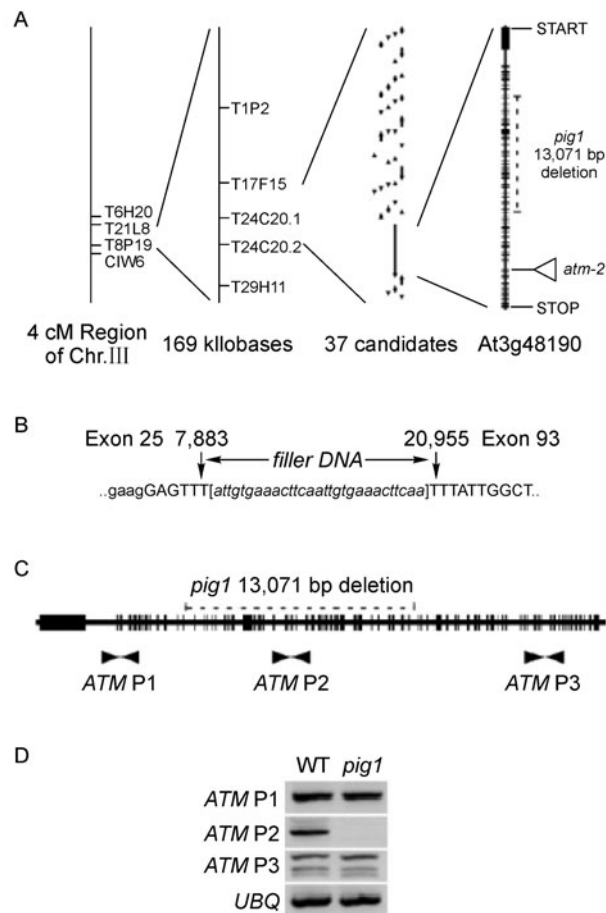 A
T6H20
T21L8
T8P19
CIW6
4 cM Region
of Chr.III
T1P2
T17F15
T24C20.1
T24C20.2
T29H11
169 kllobases
37 candidates
START
pig1
13,071 bp
deletion
atm-2
STOP
At3g48190
B
Exon 25 7,883 20,955 Exon 93
filler DNA
..gaagGAGTTT[attgtgaaacttcaattgtgaaacttcaa]TTTATTGGCT..
C
pig1 13,071 bp deletion
ATM P1 ATM P2 ATM P3
D
WT pig1
ATM P1
ATM P2
ATM P3
UBQ